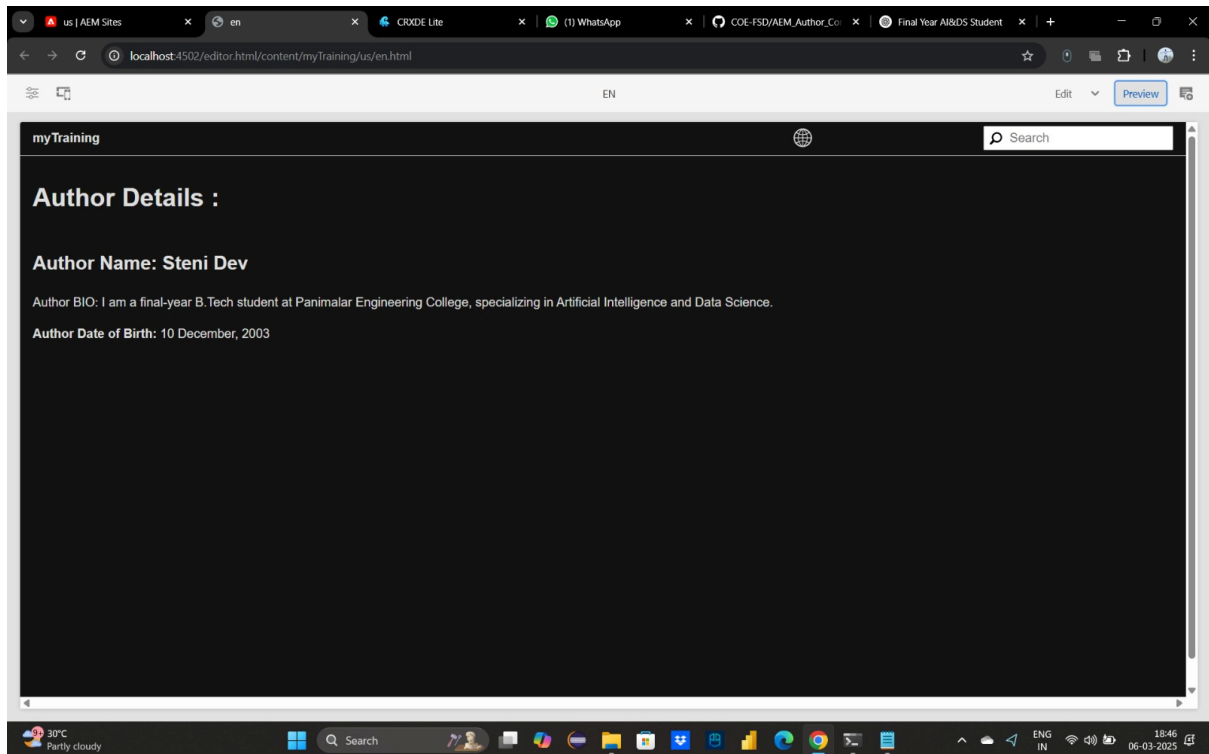 us | AEM Sites
en
CRXDE Lite
(1) WhatsApp
COE-FSD/AEM_Author_Co
Final Year AI&DS Student
localhost:4502/editor.html/content/myTraining/us/en.html
EN
Edit
Preview
myTraining
Search
Author Details :
Author Name: Steni Dev
Author BIO: I am a final-year B.Tech student at Panimalar Engineering College, specializing in Artificial Intelligence and Data Science.
Author Date of Birth: 10 December, 2003
9+
30°C
Partly cloudy
Search
ENG
IN
18:46
06-03-2025